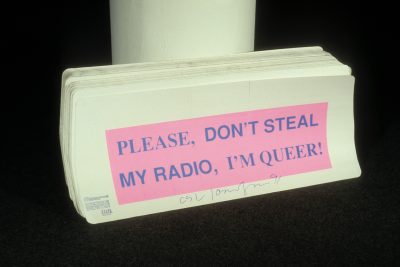 PLEASE, DON'T STEAL
MY RADIO, I'M QUEER!